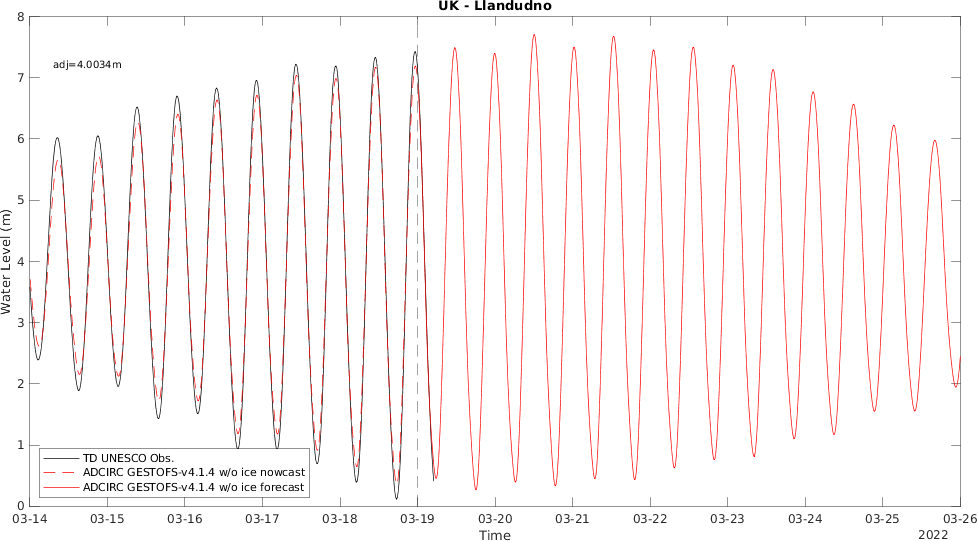 UK - Llandudno
8
7
6
5
4
3
2
1
0
adj=4.0034m
Water Level (m)
TD UNESCO Obs.
ADCIRC GESTOFS-v4.1.4 w/o ice nowcast
ADCIRC GESTOFS-v4.1.4 w/o ice forecast
03-14 03-15 03-16 03-17 03-18 03-19 03-20 03-21 03-22 03-23 03-24 03-25 03-26
Time
2022